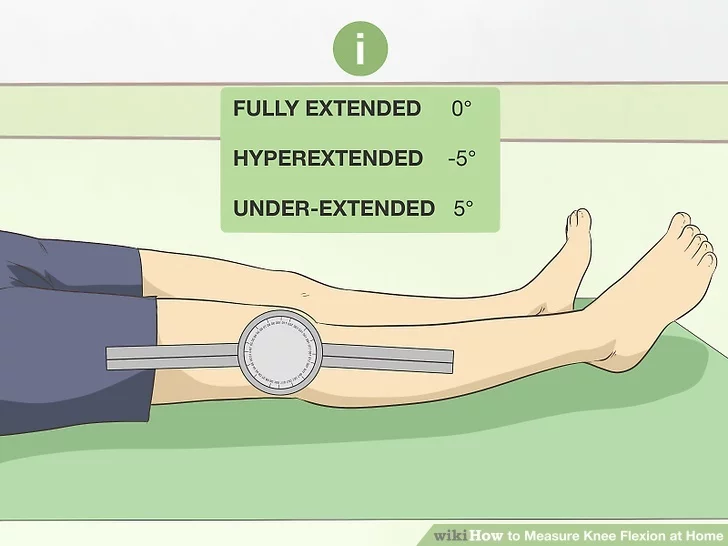 i
FULLY EXTENDED 0°
HYPEREXTENDED -5°
UNDER-EXTENDED 5°
wikiHow to Measure Knee Flexion at Home